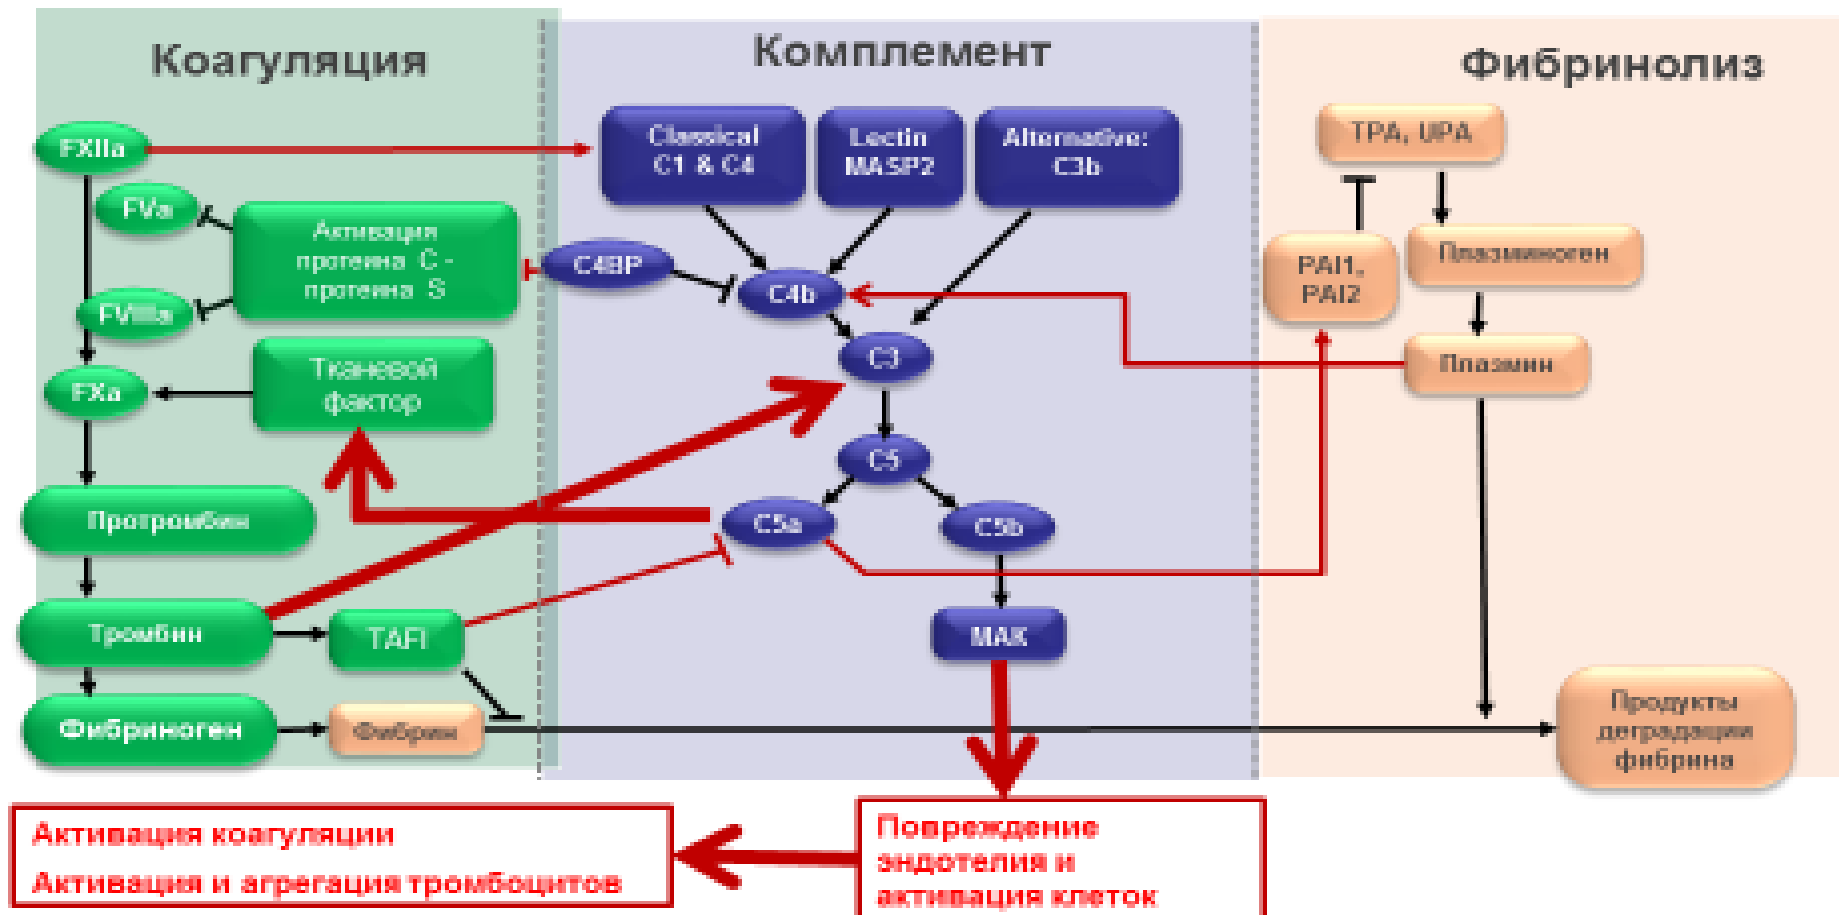 Коагуляция
Комплемент
Фибринолиз
FXIIa
FVa
Активация
протеина С -
протеина S
FVIIIa
FXa
Тканевой
фактор
Протромбин
Тромбин
TAFI
Фибриноген
Фибрин
Classical
C1 & C4
Lectin
MASP2
Alternative:
C3b
C4BP
C4b
C3
C5
C5a
C5b
МАК
TPA, UPA
PAI1,
PAI2
Плазминоген
Плазмин
Продукты
деградации
фибрина
Активация коагуляции
Активация и агрегация тромбоцитов
Повреждение
эндотелия и
активация клеток